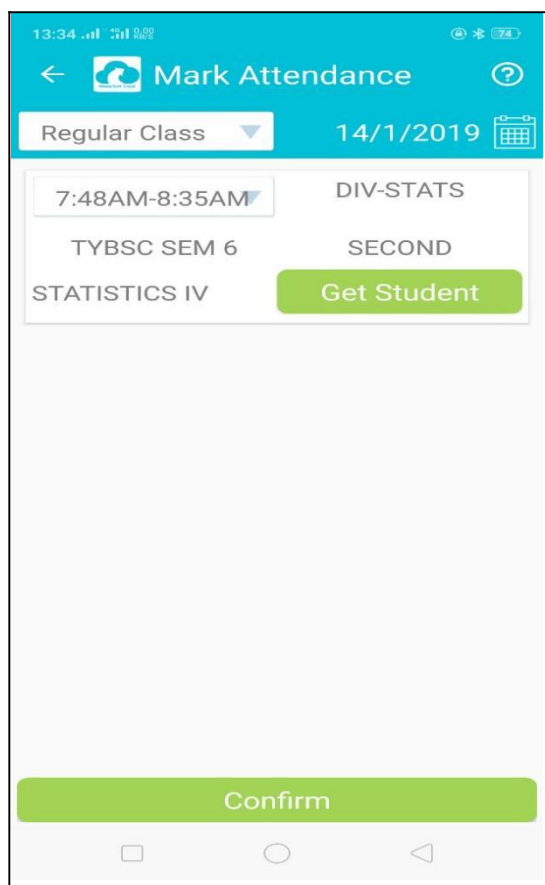 13:34
74
Mark Attendance
?
Regular Class
14/1/2019
7:48AM-8:35AM
DIV-STATS
TYBSC SEM 6
SECOND
STATISTICS IV
Get Student
Confirm